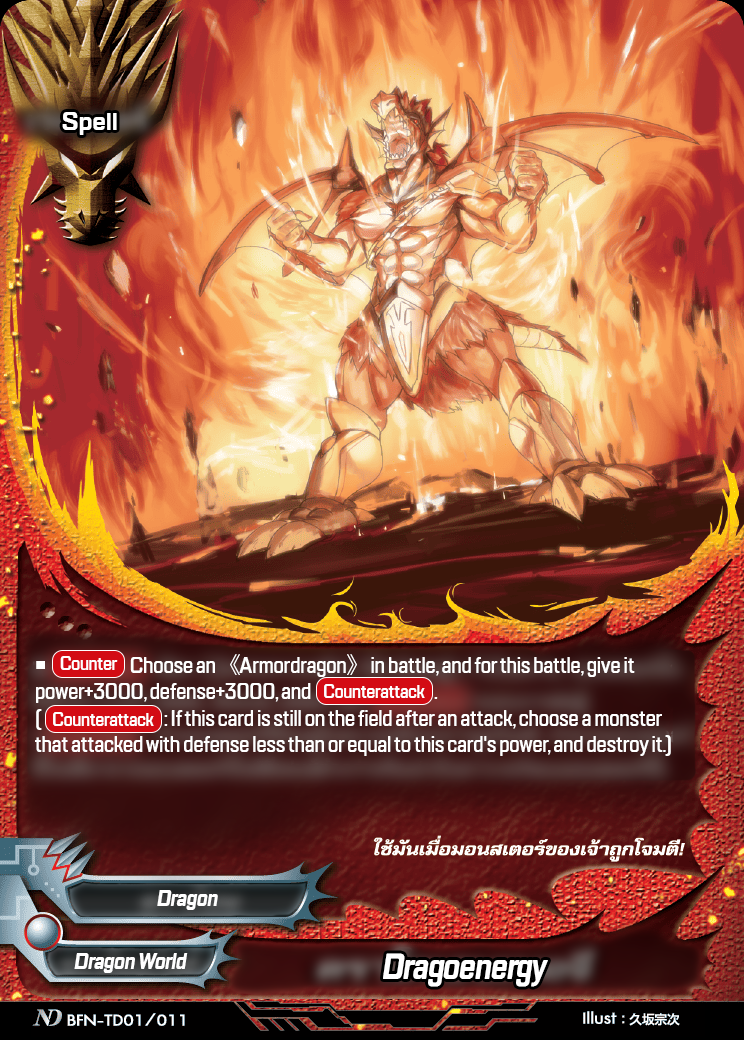 Spell
■ Counter Choose an 《Armordragon》 in battle, and for this battle, give it
power+3000, defense+3000, and Counterattack.
( Counterattack : If this card is still on the field after an attack, choose a monster
that attacked with defense less than or equal to this card's power, and destroy it.)
ใช้มันเมื่อมอนสเตอร์ของเจ้าถูกโจมตี!
Dragon
Dragon World
Dragoenergy
ND BFN-TD01/011
Illust : 久坂宗次